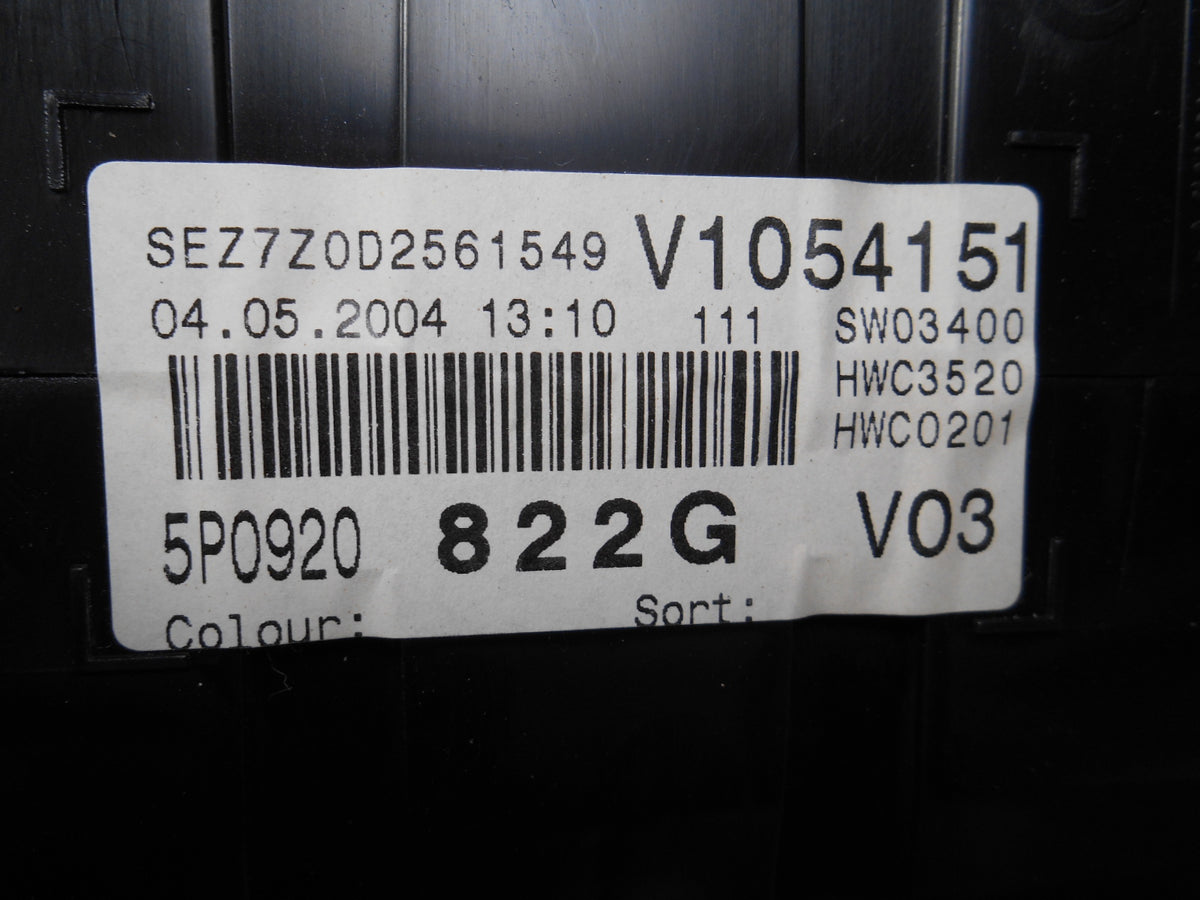 SEZ7Z0D2561549 V1054151
04.05.2004 13:10 111 SW03400
HWC3520
HWC0201
5P0920 822G V03
Colour: Sort: